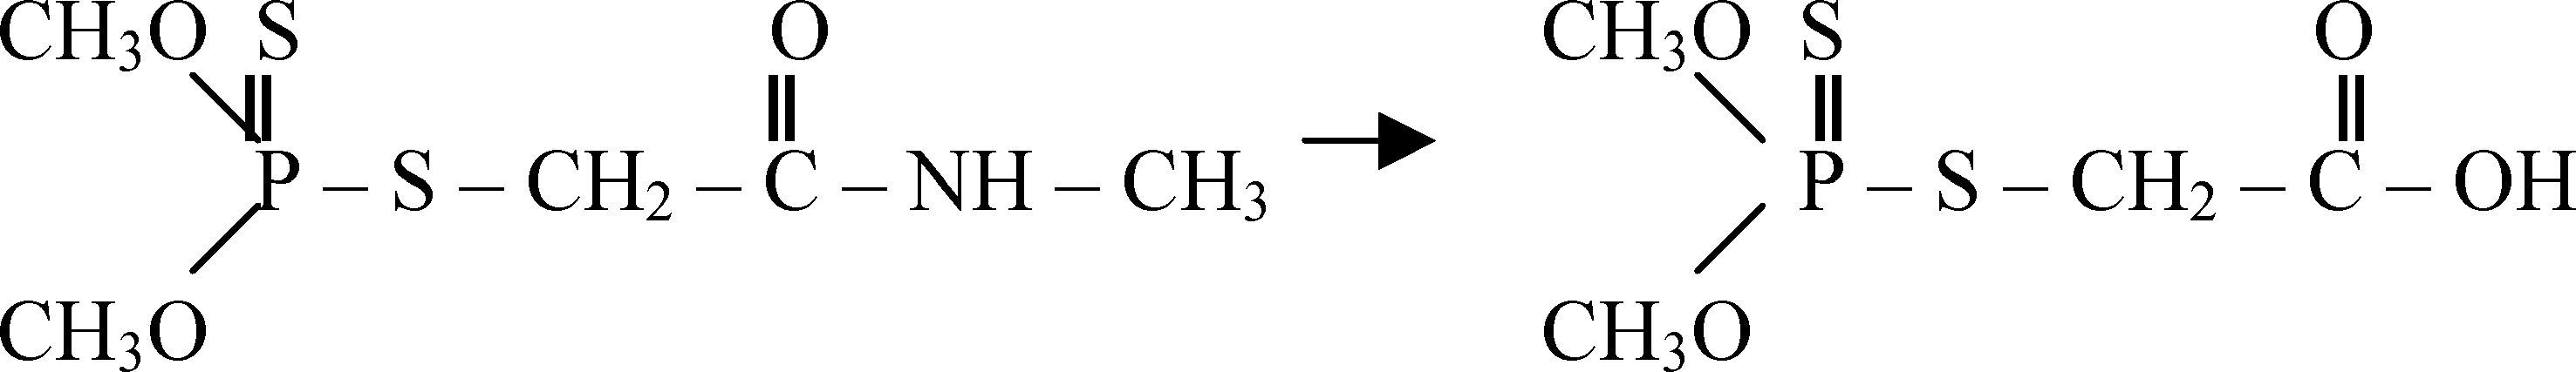 CH3O S O CH3O S O
P – S – CH2 – C – NH – CH3 P – S – CH2 – C – OH
CH3O CH3O